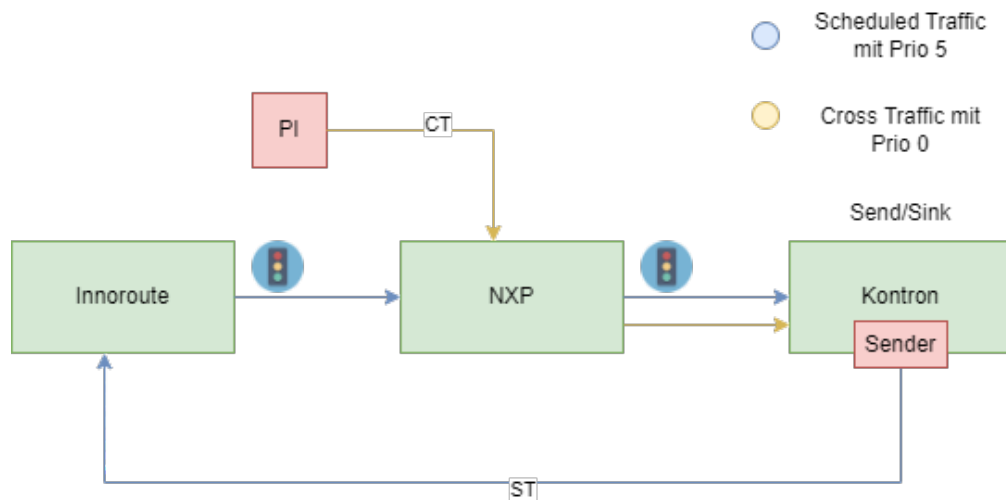 Scheduled Traffic
mit Prio 5
PI
CT
Cross Traffic mit
Prio 0
Send/Sink
Innoroute
NXP
Kontron
Sender
ST